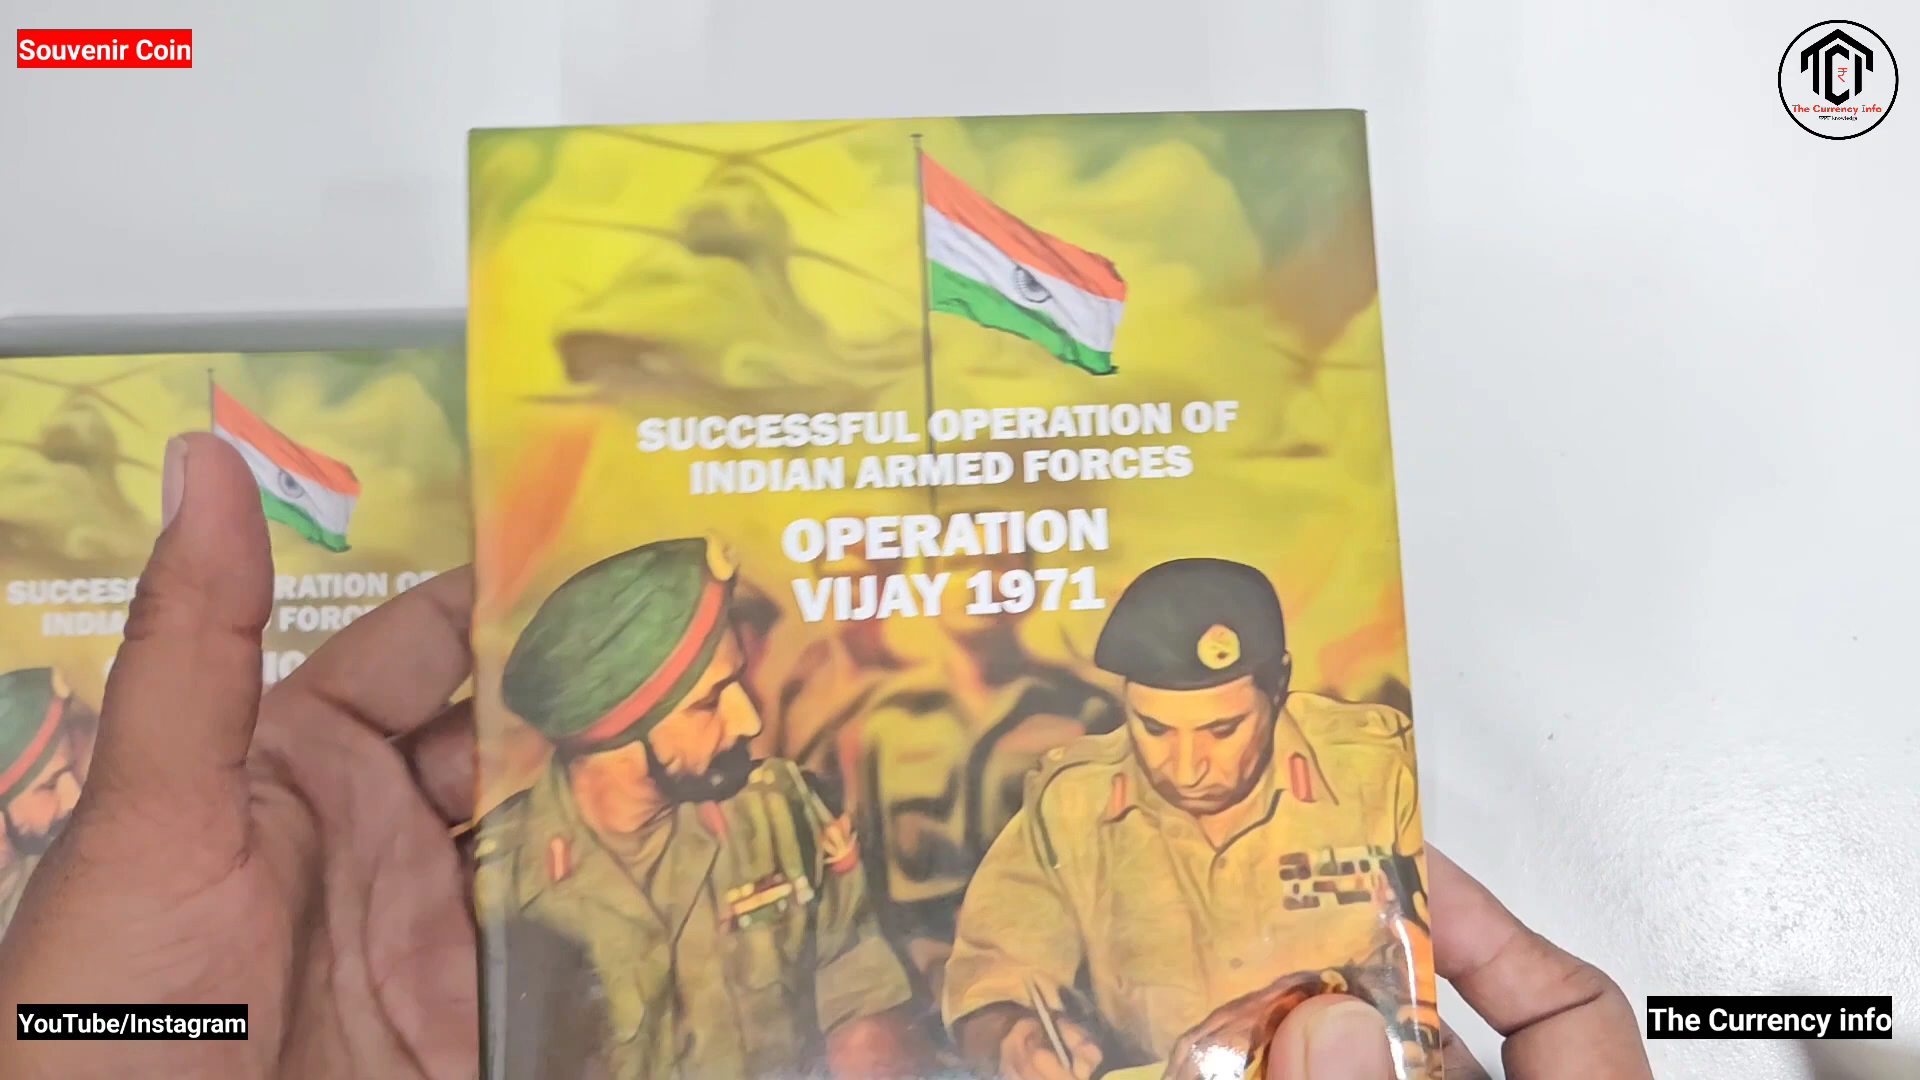 Souvenir Coin
The Currency Info
SUCCESSFUL OPERATION OF
INDIAN ARMED FORCES
OPERATION
VIJAY 1971
YouTube/Instagram
The Currency info